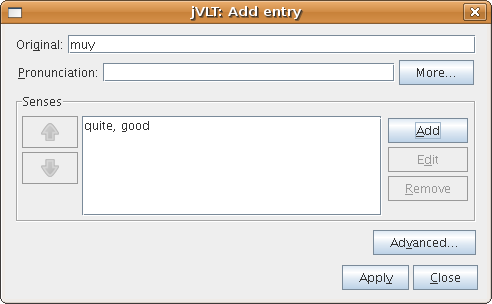 jVLT: Add entry
Original: muy
Pronunciation: More...
Senses
quite, good
Add
Edit
Remove
Advanced...
Apply Close